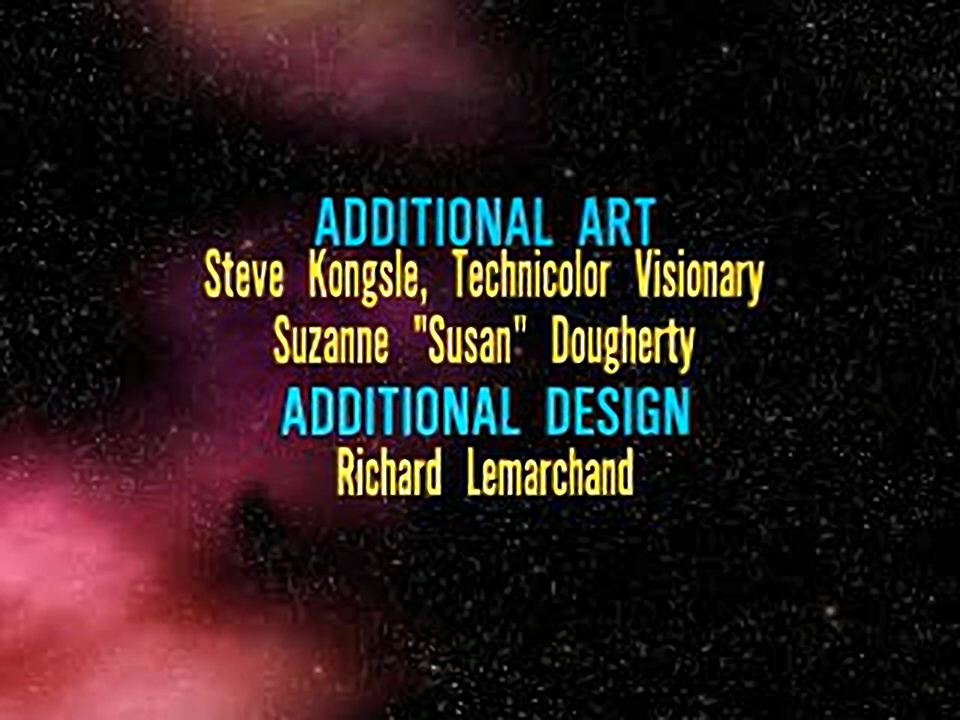 ADDITIONAL ART
Steve Kongsle, Technicolor Visionary
Suzanne "Susan" Dougherty
ADDITIONAL DESIGN
Richard Lemarchand